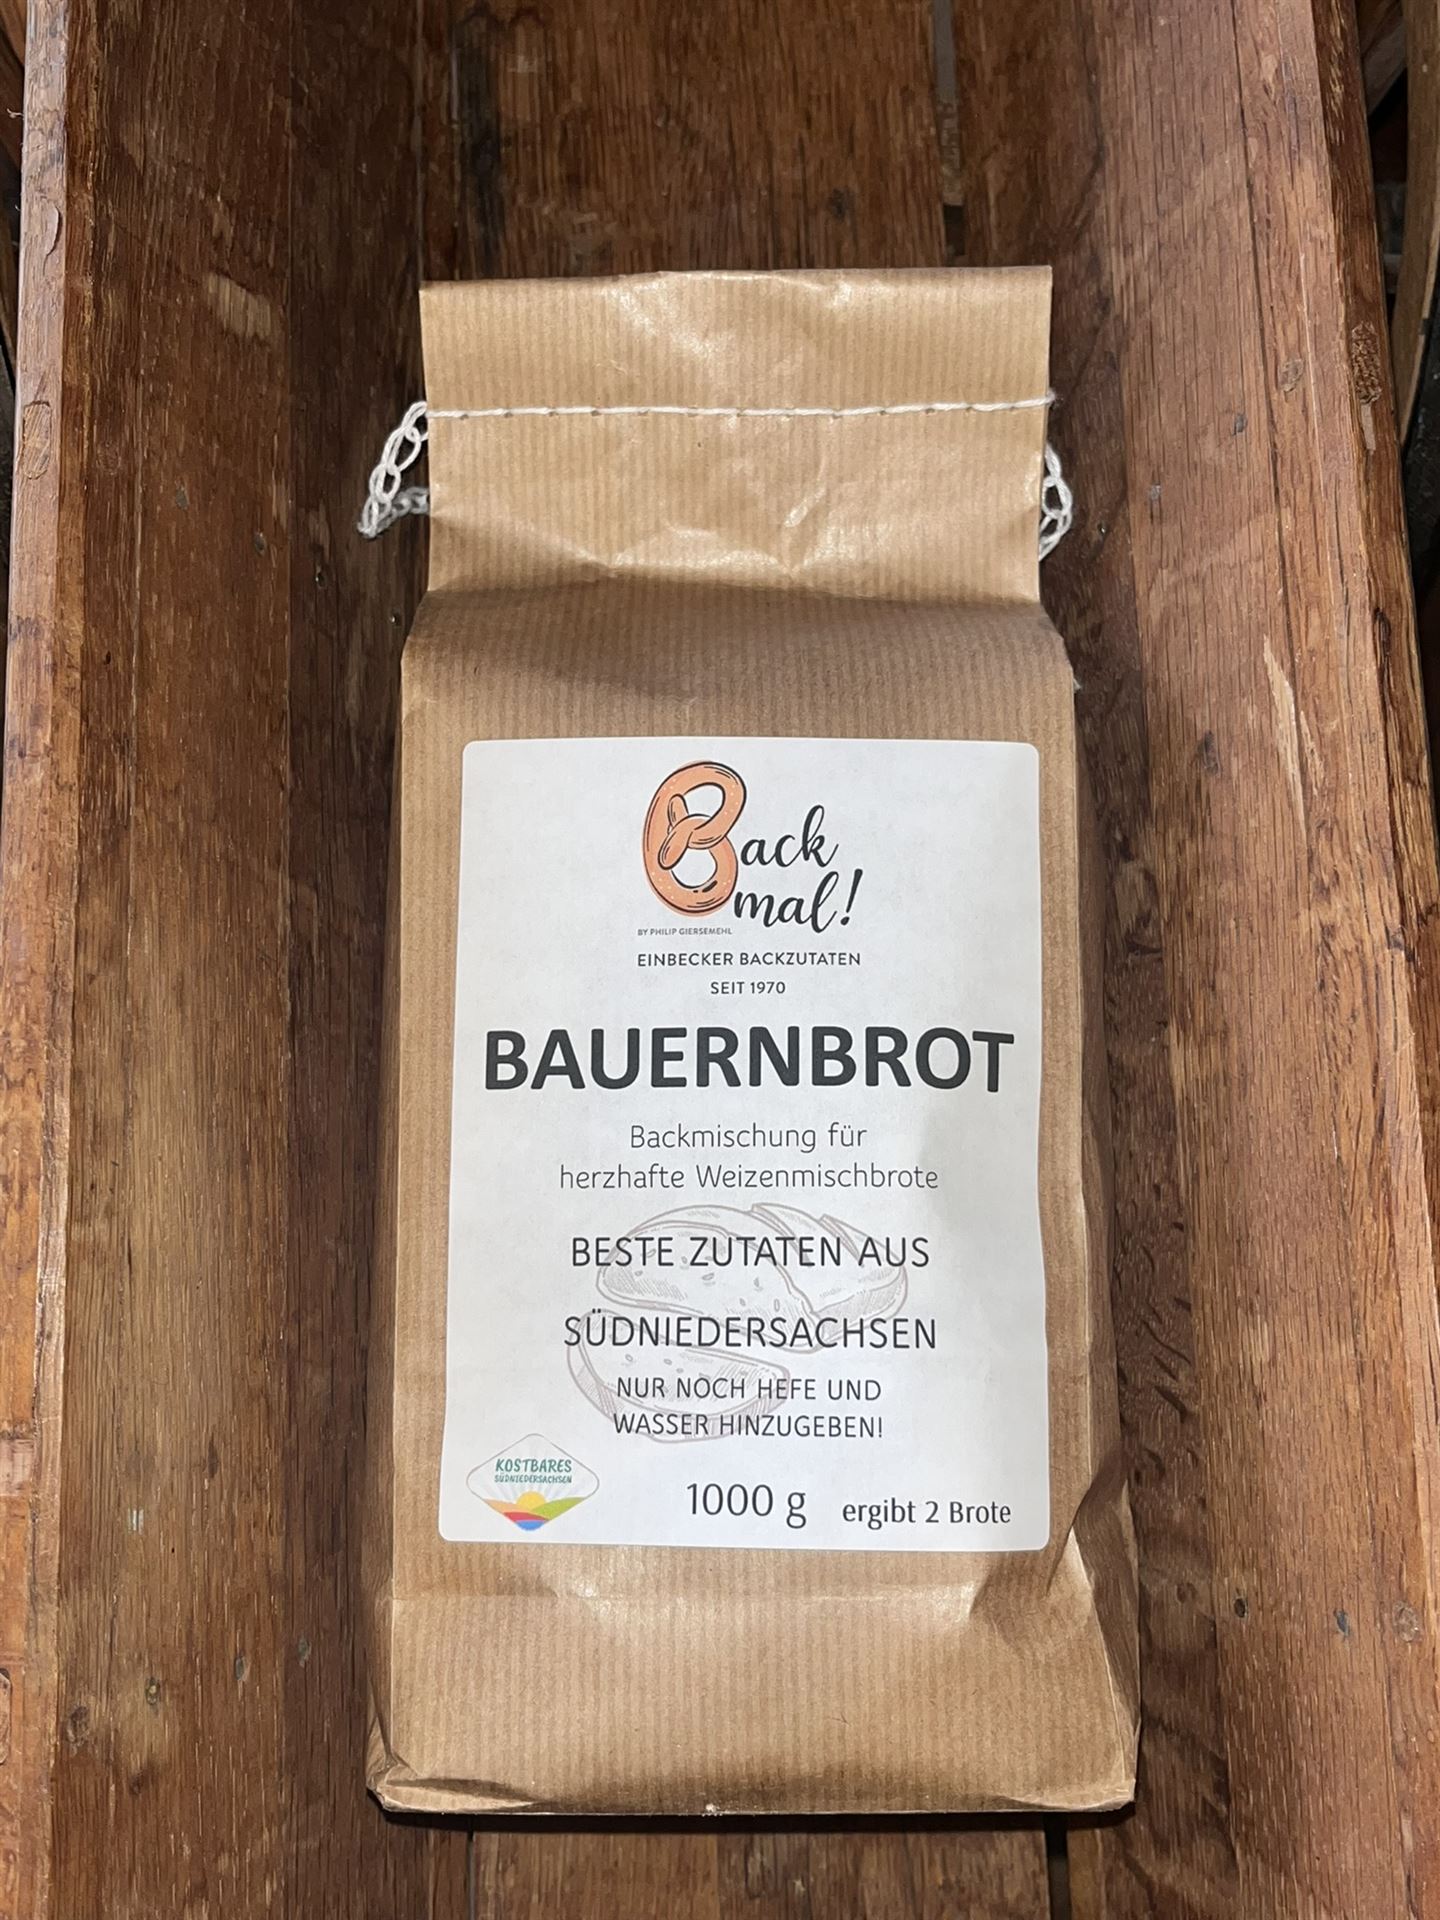 Back
mal!
BY PHILIP GIERSEMEHL
EINBECKER BACKZUTATEN
SEIT 1970
BAUERNBROT
Backmischung für
herzhafte Weizenmischbrote
BESTE ZUTATEN AUS
SÜDNIEDERSACHSEN
NUR NOCH HEFE UND
WASSER HINZUGEBEN!
KOSTBARES
SÜDNIEDERSACHSEN
1000 g ergibt 2 Brote